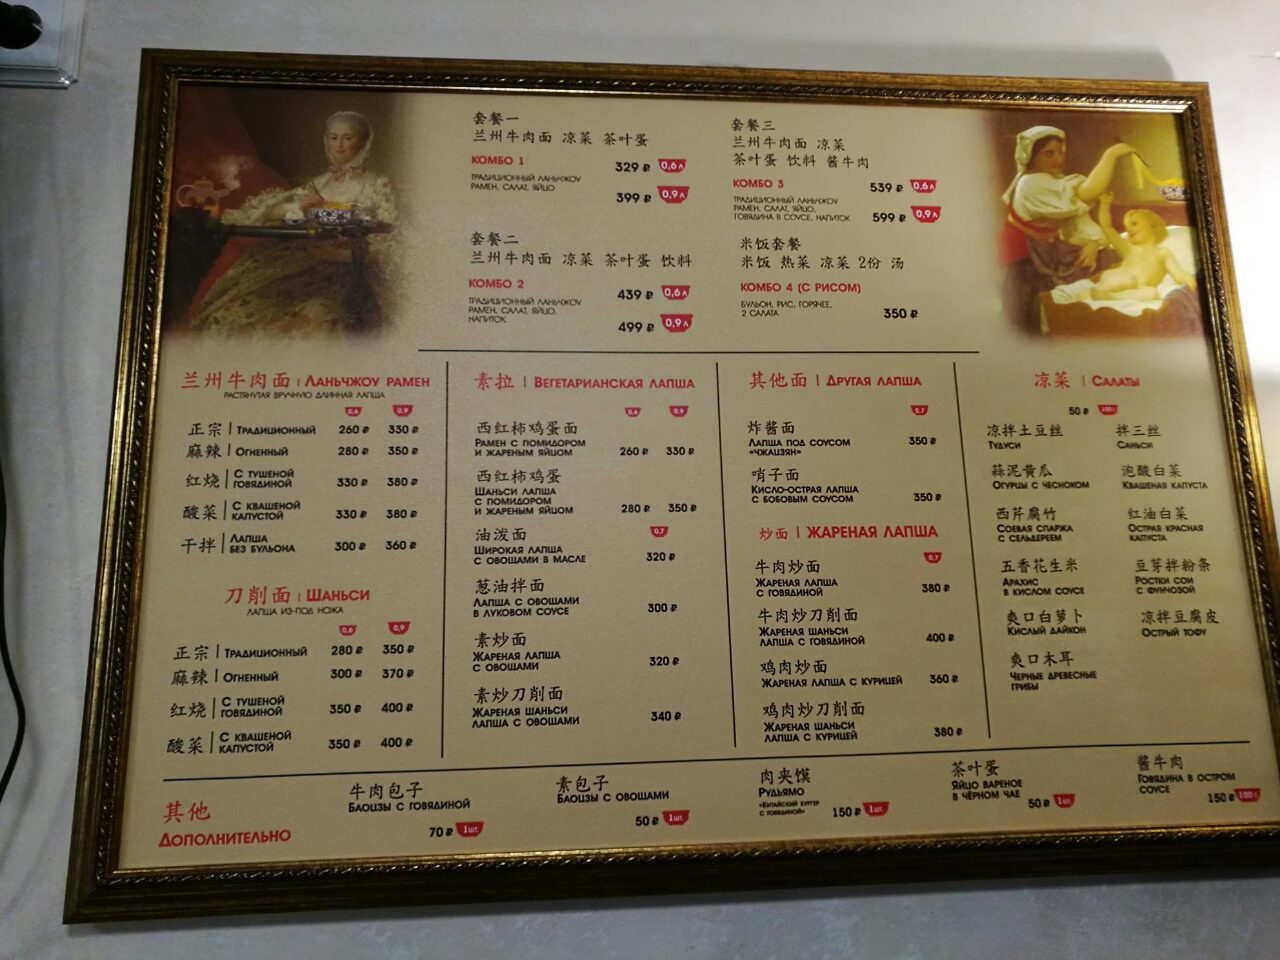 套餐一
兰州牛肉面 凉菜 茶叶蛋
КОМБО 1
329 ₽ 0,6 л
ТРАДИЦИОННЫЙ ЛАНЬЧЖОУ
РАМЕН, САЛАТ, ЯЙЦО
399 ₽ 0,9 л
套餐二
兰州牛肉面 凉菜 茶叶蛋 饮料
КОМБО 2
439 ₽ 0,6 л
ТРАДИЦИОННЫЙ ЛАНЬЧЖОУ
РАМЕН, САЛАТ, ЯЙЦО,
НАПИТОК
499 ₽ 0,9 л
套餐三
兰州牛肉面 凉菜
茶叶蛋 饮料 酱牛肉
КОМБО 3
539 ₽ 0,6 л
ТРАДИЦИОННЫЙ ЛАНЬЧЖОУ
РАМЕН, САЛАТ, ЯЙЦО,
ГОВЯДИНА В СОУСЕ, НАПИТОК
599 ₽ 0,9 л
米饭套餐
米饭 热菜 凉菜 2份 汤
КОМБО 4 (С РИСОМ)
БУЛЬОН, РИС, ГОРЯЧЕЕ,
2 САЛАТА
350 ₽
兰州牛肉面 | ЛАНЬЧЖОУ РАМЕН
РАСТЯНУТАЯ ВРУЧНУЮ ДЛИННАЯ ЛАПША
0,6 0,9
正宗 | ТРАДИЦИОННЫЙ 260 ₽ 330 ₽
麻辣 | ОГНЕННЫЙ 280 ₽ 350 ₽
红烧 | С ТУШЕНОЙ
ГОВЯДИНОЙ 330 ₽ 380 ₽
酸菜 | С КВАШЕНОЙ
КАПУСТОЙ 330 ₽ 380 ₽
干拌 | ЛАПША
БЕЗ БУЛЬОНА 300 ₽ 360 ₽
刀削面 | ШАНЬСИ
ЛАПША ИЗ-ПОД НОЖА
0,6 0,9
正宗 | ТРАДИЦИОННЫЙ 280 ₽ 350 ₽
麻辣 | ОГНЕННЫЙ 300 ₽ 370 ₽
红烧 | С ТУШЕНОЙ
ГОВЯДИНОЙ 350 ₽ 400 ₽
酸菜 | С КВАШЕНОЙ
КАПУСТОЙ 350 ₽ 400 ₽
素拉 | ВЕГЕТАРИАНСКАЯ ЛАПША
0,6 0,9
西红柿鸡蛋面
РАМЕН С ПОМИДОРОМ
И ЖАРЕНЫМ ЯЙЦОМ 260 ₽ 330 ₽
西红柿鸡蛋
ШАНЬСИ ЛАПША
С ПОМИДОРОМ
И ЖАРЕНЫМ ЯЙЦОМ 280 ₽ 350 ₽
油泼面 0,7
ШИРОКАЯ ЛАПША
С ОВОЩАМИ В МАСЛЕ 320 ₽
葱油拌面
ЛАПША С ОВОЩАМИ
В ЛУКОВОМ СОУСЕ 300 ₽
素炒面
ЖАРЕНАЯ ЛАПША
С ОВОЩАМИ 320 ₽
素炒刀削面
ЖАРЕНАЯ ШАНЬСИ
ЛАПША С ОВОЩАМИ 340 ₽
其他面 | ДРУГАЯ ЛАПША
0,7
炸酱面
ЛАПША ПОД СОУСОМ
«ЧЖАЦЗЯН» 350 ₽
哨子面
КИСЛО-ОСТРАЯ ЛАПША
С БОБОВЫМ СОУСОМ 350 ₽
炒面 | ЖАРЕНАЯ ЛАПША
0,7
牛肉炒面
ЖАРЕНАЯ ЛАПША
С ГОВЯДИНОЙ 380 ₽
牛肉炒刀削面
ЖАРЕНАЯ ШАНЬСИ
ЛАПША С ГОВЯДИНОЙ 400 ₽
鸡肉炒面
ЖАРЕНАЯ ЛАПША С КУРИЦЕЙ 360 ₽
鸡肉炒刀削面
ЖАРЕНАЯ ШАНЬСИ
ЛАПША С КУРИЦЕЙ 380 ₽
凉菜 | САЛАТЫ
50 ₽ 100 г
凉拌土豆丝
ТУДУСИ
蒜泥黄瓜
ОГУРЦЫ С ЧЕСНОКОМ
西芹腐竹
СОЕВАЯ СПАРЖА
С СЕЛЬДЕРЕЕМ
五香花生米
АРАХИС
В КИСЛОМ СОУСЕ
爽口白萝卜
КИСЛЫЙ ДАЙКОН
爽口木耳
ЧЕРНЫЕ ДРЕВЕСНЫЕ
ГРИБЫ
拌三丝
САНЬСИ
泡酸白菜
КВАШЕНАЯ КАПУСТА
红油白菜
ОСТРАЯ КРАСНАЯ
КАПУСТА
豆芽拌粉条
РОСТКИ СОИ
С ФУНЧОЗОЙ
凉拌豆腐皮
ОСТРЫЙ ТОФУ
其他
ДОПОЛНИТЕЛЬНО
牛肉包子
БАОЦЗЫ С ГОВЯДИНОЙ
70 ₽ 1 шт.
素包子
БАОЦЗЫ С ОВОЩАМИ
50 ₽ 1 шт.
肉夹馍
РУДЬЯМО
«КИТАЙСКИЙ БУРГЕР
С ГОВЯДИНОЙ» 150 ₽ 1 шт.
茶叶蛋
ЯЙЦО ВАРЕНОЕ
В ЧЁРНОМ ЧАЕ
50 ₽ 1 шт.
酱牛肉
ГОВЯДИНА В ОСТРОМ
СОУСЕ
150 ₽ 100 г